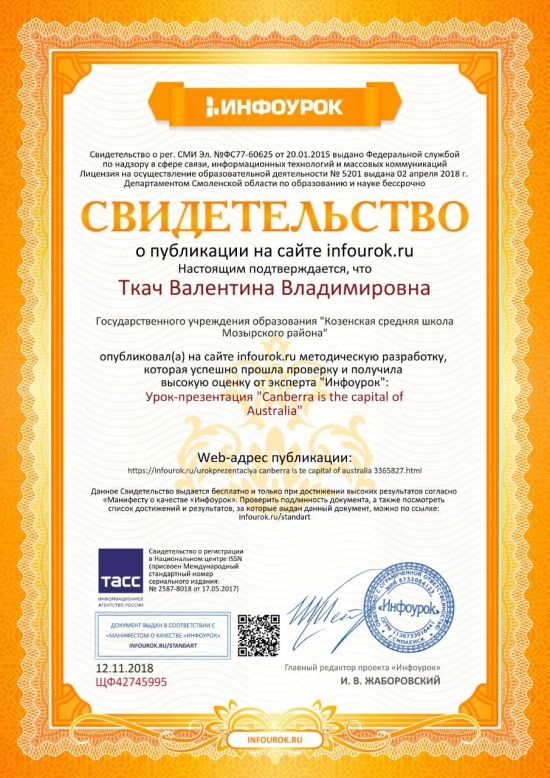 ИНФОУРОК
Свидетельство о рег. СМИ Эл. №ФС77-60625 от 20.01.2015 выдано Федеральной службой
по надзору в сфере связи, информационных технологий и массовых коммуникаций
Лицензия на осуществление образовательной деятельности № 5201 выдана 02 апреля 2018 г.
Департаментом Смоленской области по образованию и науке бессрочно
СВИДЕТЕЛЬСТВО
о публикации на сайте infourok.ru
Настоящим подтверждается, что
Ткач Валентина Владимировна
Государственного учреждения образования "Козенская средняя школа
Мозырского района"
опубликовал(а) на сайте infourok.ru методическую разработку,
которая успешно прошла проверку и получила
высокую оценку от эксперта "Инфоурок":
Урок-презентация "Canberra is the capital of
Australia"
Web-адрес публикации:
https://infourok.ru/urokprezentaciya canberra is te capital of australia 3365827.html
Данное Свидетельство выдается бесплатно и только при достижении высоких результатов согласно
«Манифесту о качестве «Инфоурок». Проверить подлинность документа, а также посмотреть
список достижений и результатов, за которые выдан данный документ, можно по ссылке:
infourok.ru/standart
ТАСС
ИНФОРМАЦИОННОЕ
АГЕНТСТВО РОССИИ
Свидетельство о регистрации
в Национальном центре ISSN
(присвоен Международный
стандартный номер
сериального издания:
№ 2587-8018 от 17.05.2017)
ДОКУМЕНТ ВЫДАН В СООТВЕТСТВИИ С
«МАНИФЕСТОМ О КАЧЕСТВЕ «ИНФОУРОК»
INFOUROK.RU/STANDART
«Инфоурок»
12.11.2018
ЩФ42745995
Главный редактор проекта «Инфоурок»
И. В. ЖАБОРОВСКИЙ
INFOUROK.RU